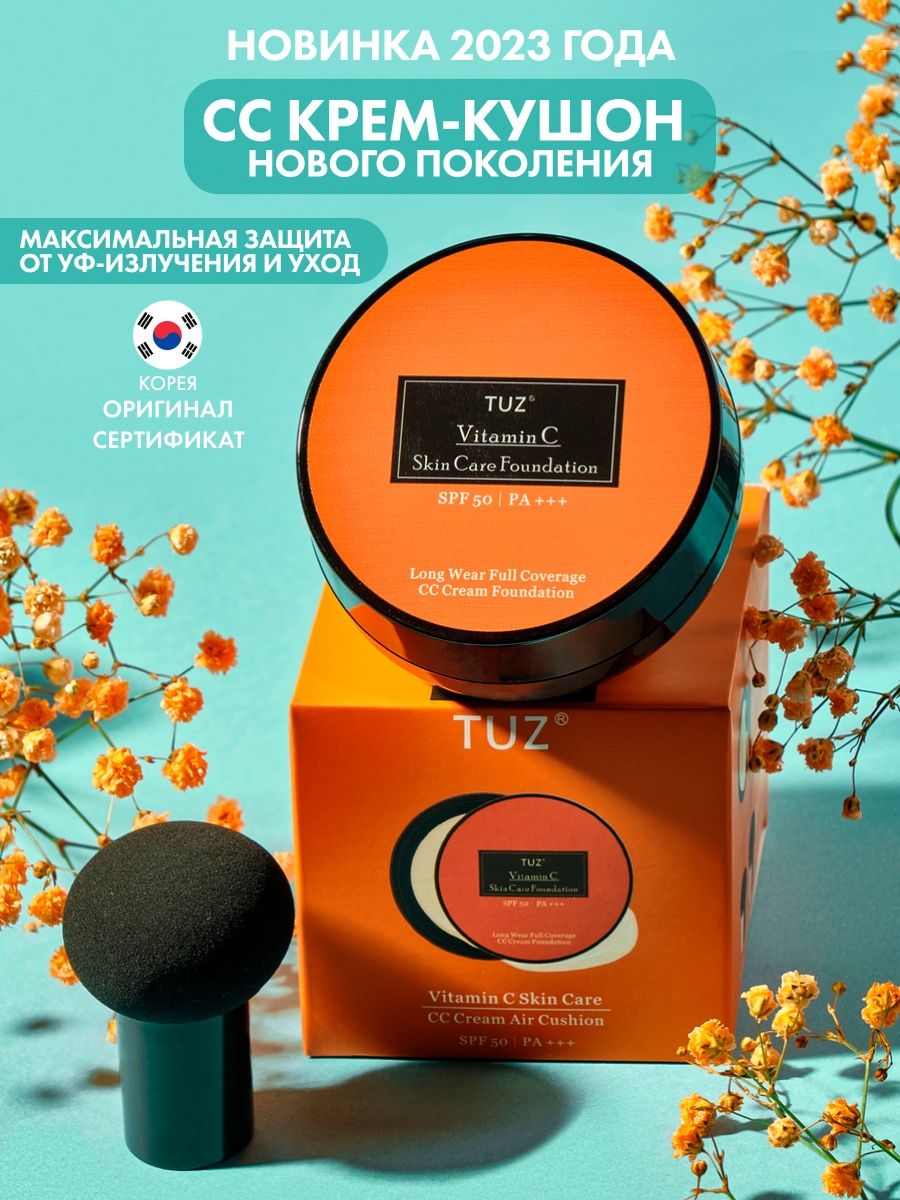 НОВИНКА 2023 ГОДА
СС КРЕМ-КУШОН
НОВОГО ПОКОЛЕНИЯ
МАКСИМАЛЬНАЯ ЗАЩИТА
ОТ УФ-ИЗЛУЧЕНИЯ И УХОД
КОРЕЯ
ОРИГИНАЛ
СЕРТИФИКАТ
TUZ®
Vitamin C
Skin Care Foundation
SPF 50 | PA +++
Long Wear Full Coverage
CC Cream Foundation
TUZ®
TUZ®
Vitamin C
Skin Care Foundation
SPF 50 | PA +++
Long Wear Full Coverage
CC Cream Foundation
Vitamin C Skin Care
CC Cream Air Cushion
SPF 50 | PA +++